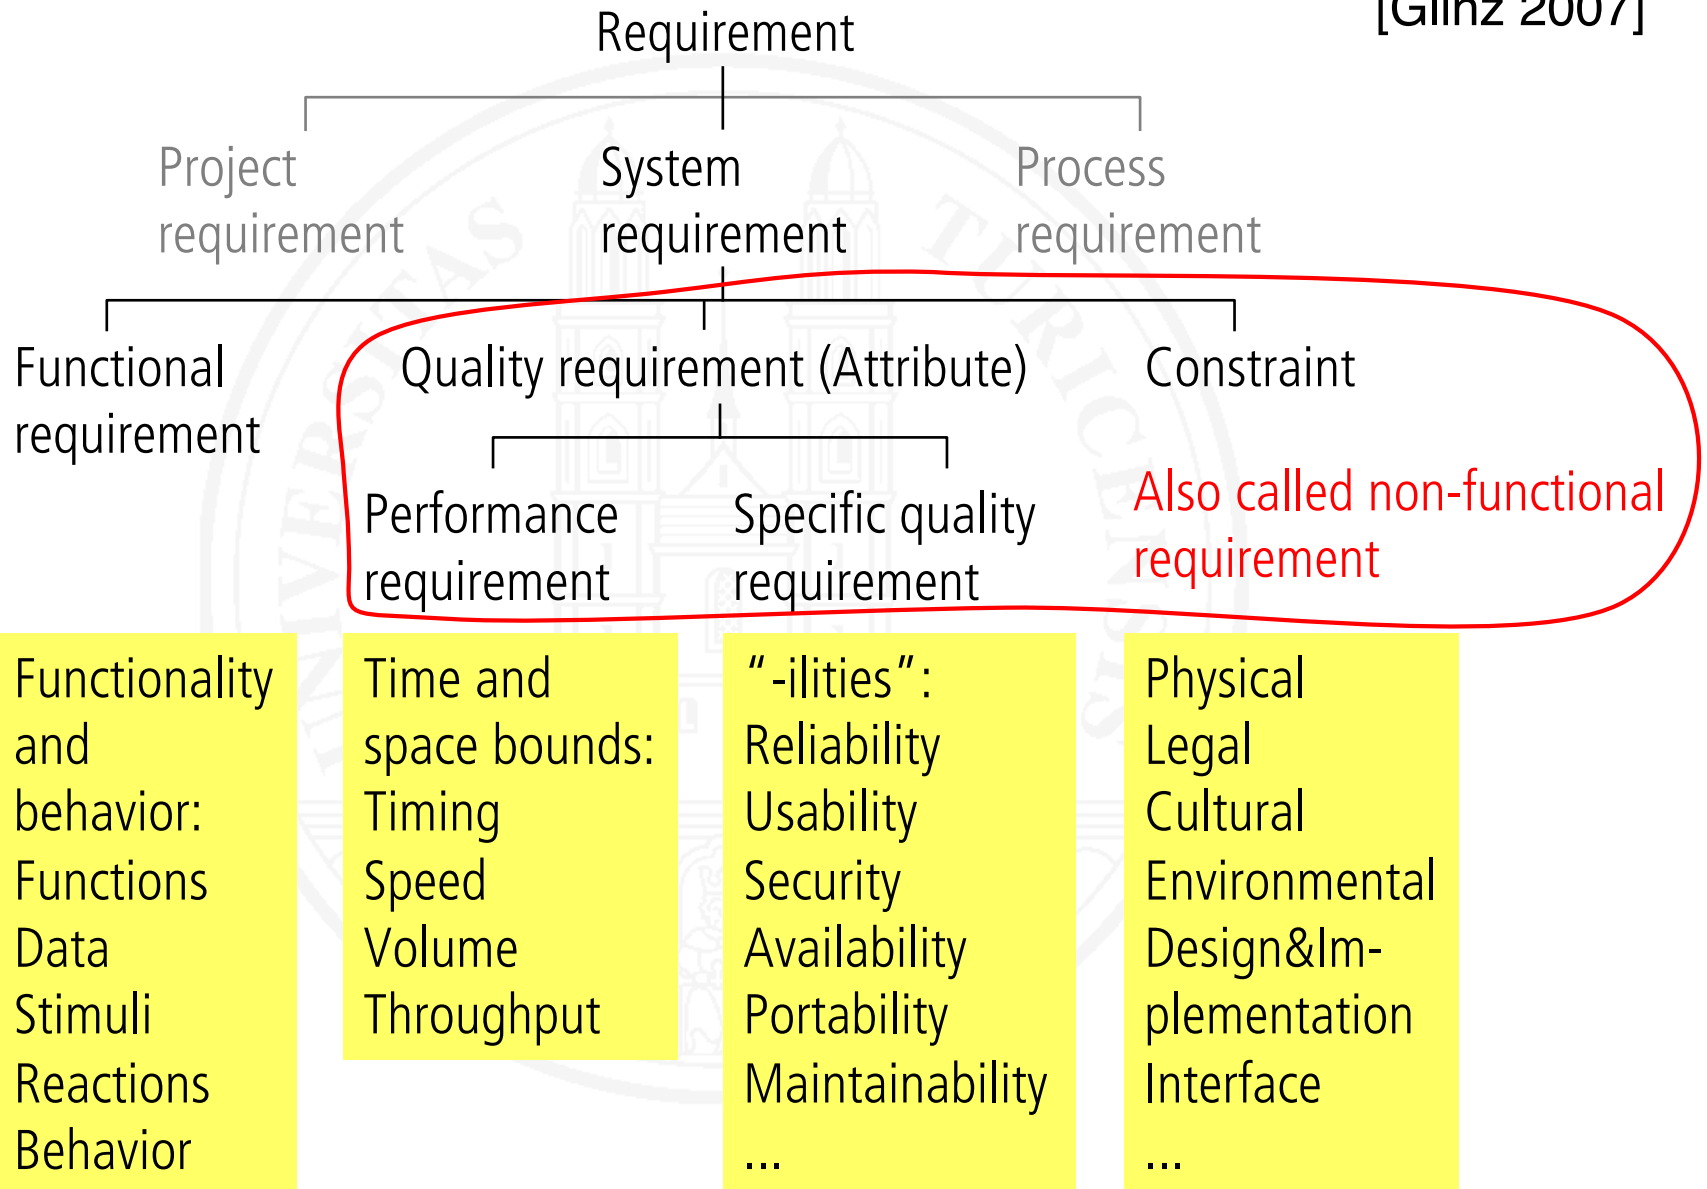 [Glinz 2007]
Requirement
Project
requirement
System
requirement
Process
requirement
Functional
requirement
Quality requirement (Attribute)
Constraint
Performance
requirement
Specific quality
requirement
Also called non-functional
requirement
Functionality
and
behavior:
Functions
Data
Stimuli
Reactions
Behavior
Time and
space bounds:
Timing
Speed
Volume
Throughput
“-ilities”:
Reliability
Usability
Security
Availability
Portability
Maintainability
...
Physical
Legal
Cultural
Environmental
Design&Im-
plementation
Interface
...
UNIVERSITAS
TURICENSIS